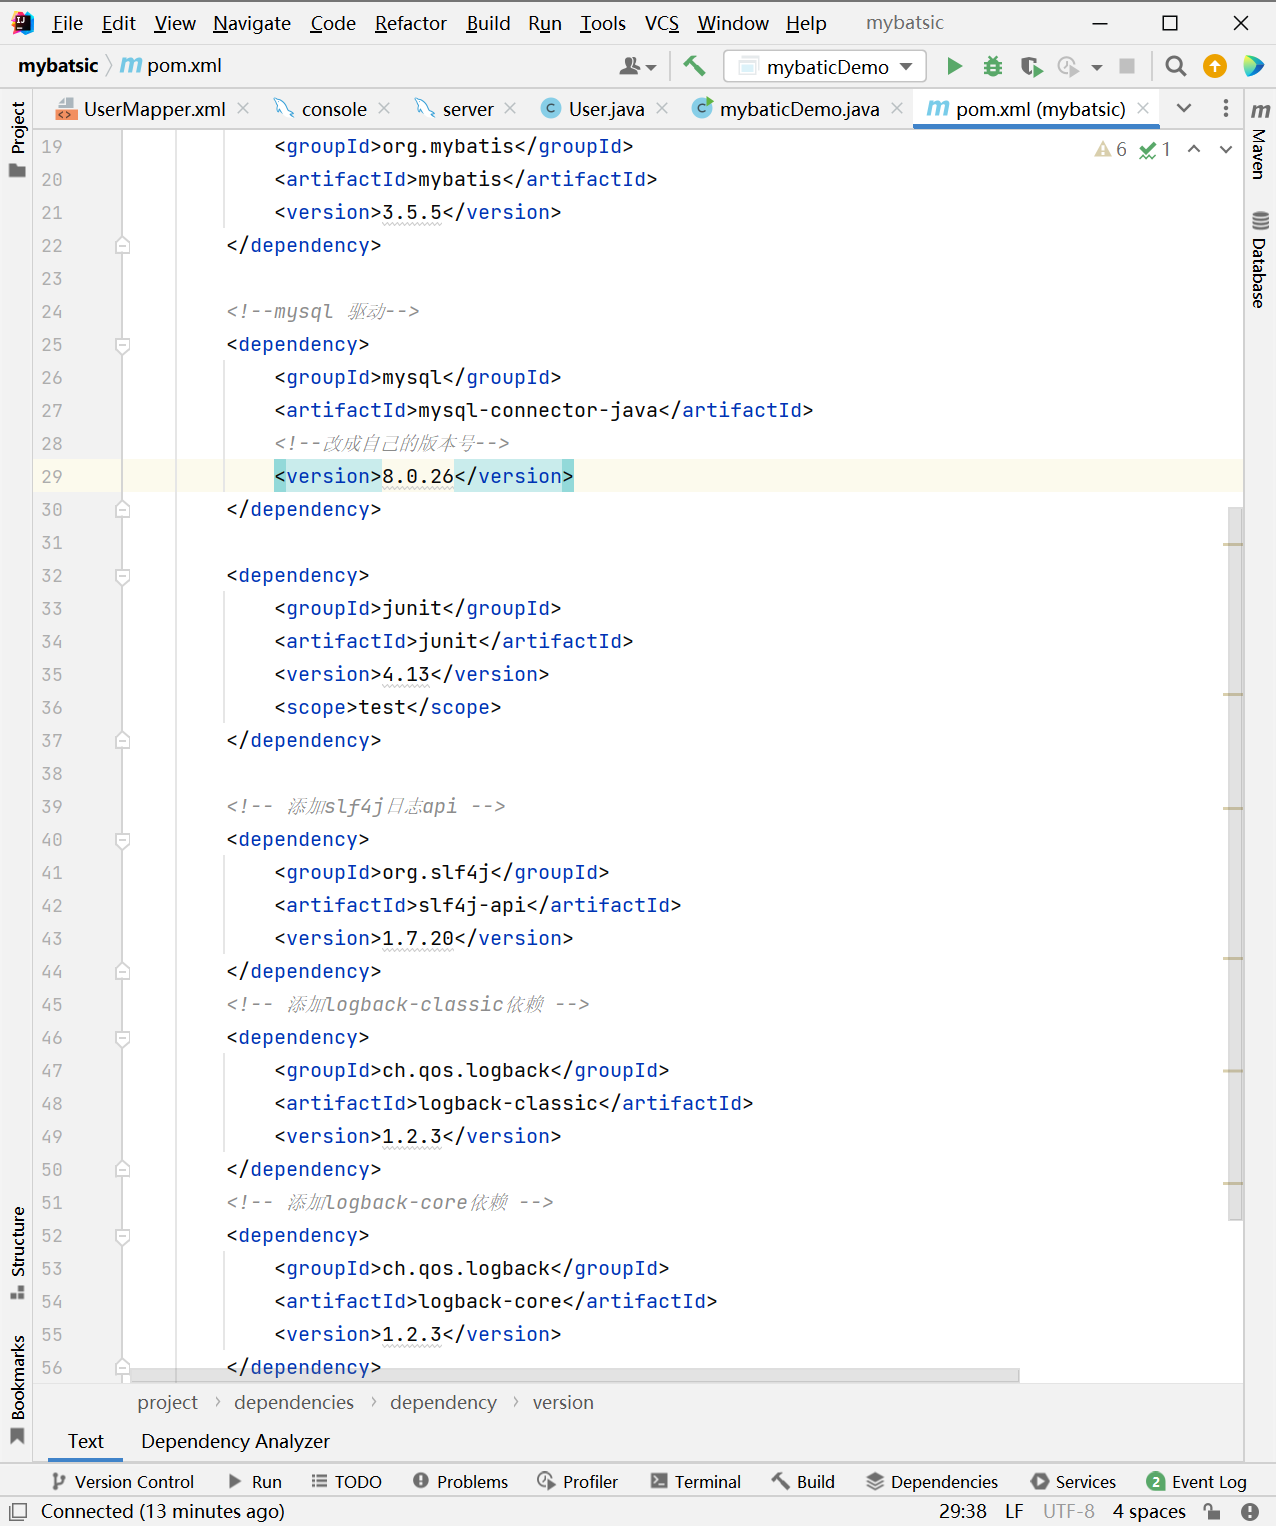 File Edit View Navigate Code Refactor Build Run Tools VCS Window Help mybatsic
mybatsic pom.xml mybaticDemo
UserMapper.xml console server User.java mybaticDemo.java pom.xml (mybatsic)
Project
Structure
Bookmarks
Maven
Database
6 1
19 <groupId>org.mybatis</groupId>
20 <artifactId>mybatis</artifactId>
21 <version>3.5.5</version>
22 </dependency>
23
24 <!--mysql 驱动-->
25 <dependency>
26 <groupId>mysql</groupId>
27 <artifactId>mysql-connector-java</artifactId>
28 <!--改成自己的版本号-->
29 <version>8.0.26</version>
30 </dependency>
31
32 <dependency>
33 <groupId>junit</groupId>
34 <artifactId>junit</artifactId>
35 <version>4.13</version>
36 <scope>test</scope>
37 </dependency>
38
39 <!-- 添加slf4j日志api -->
40 <dependency>
41 <groupId>org.slf4j</groupId>
42 <artifactId>slf4j-api</artifactId>
43 <version>1.7.20</version>
44 </dependency>
45 <!-- 添加logback-classic依赖 -->
46 <dependency>
47 <groupId>ch.qos.logback</groupId>
48 <artifactId>logback-classic</artifactId>
49 <version>1.2.3</version>
50 </dependency>
51 <!-- 添加logback-core依赖 -->
52 <dependency>
53 <groupId>ch.qos.logback</groupId>
54 <artifactId>logback-core</artifactId>
55 <version>1.2.3</version>
56 </dependency>
project › dependencies › dependency › version
Text Dependency Analyzer
Version Control Run TODO Problems Profiler Terminal Build Dependencies Services 2 Event Log
Connected (13 minutes ago) 29:38 LF UTF-8 4 spaces